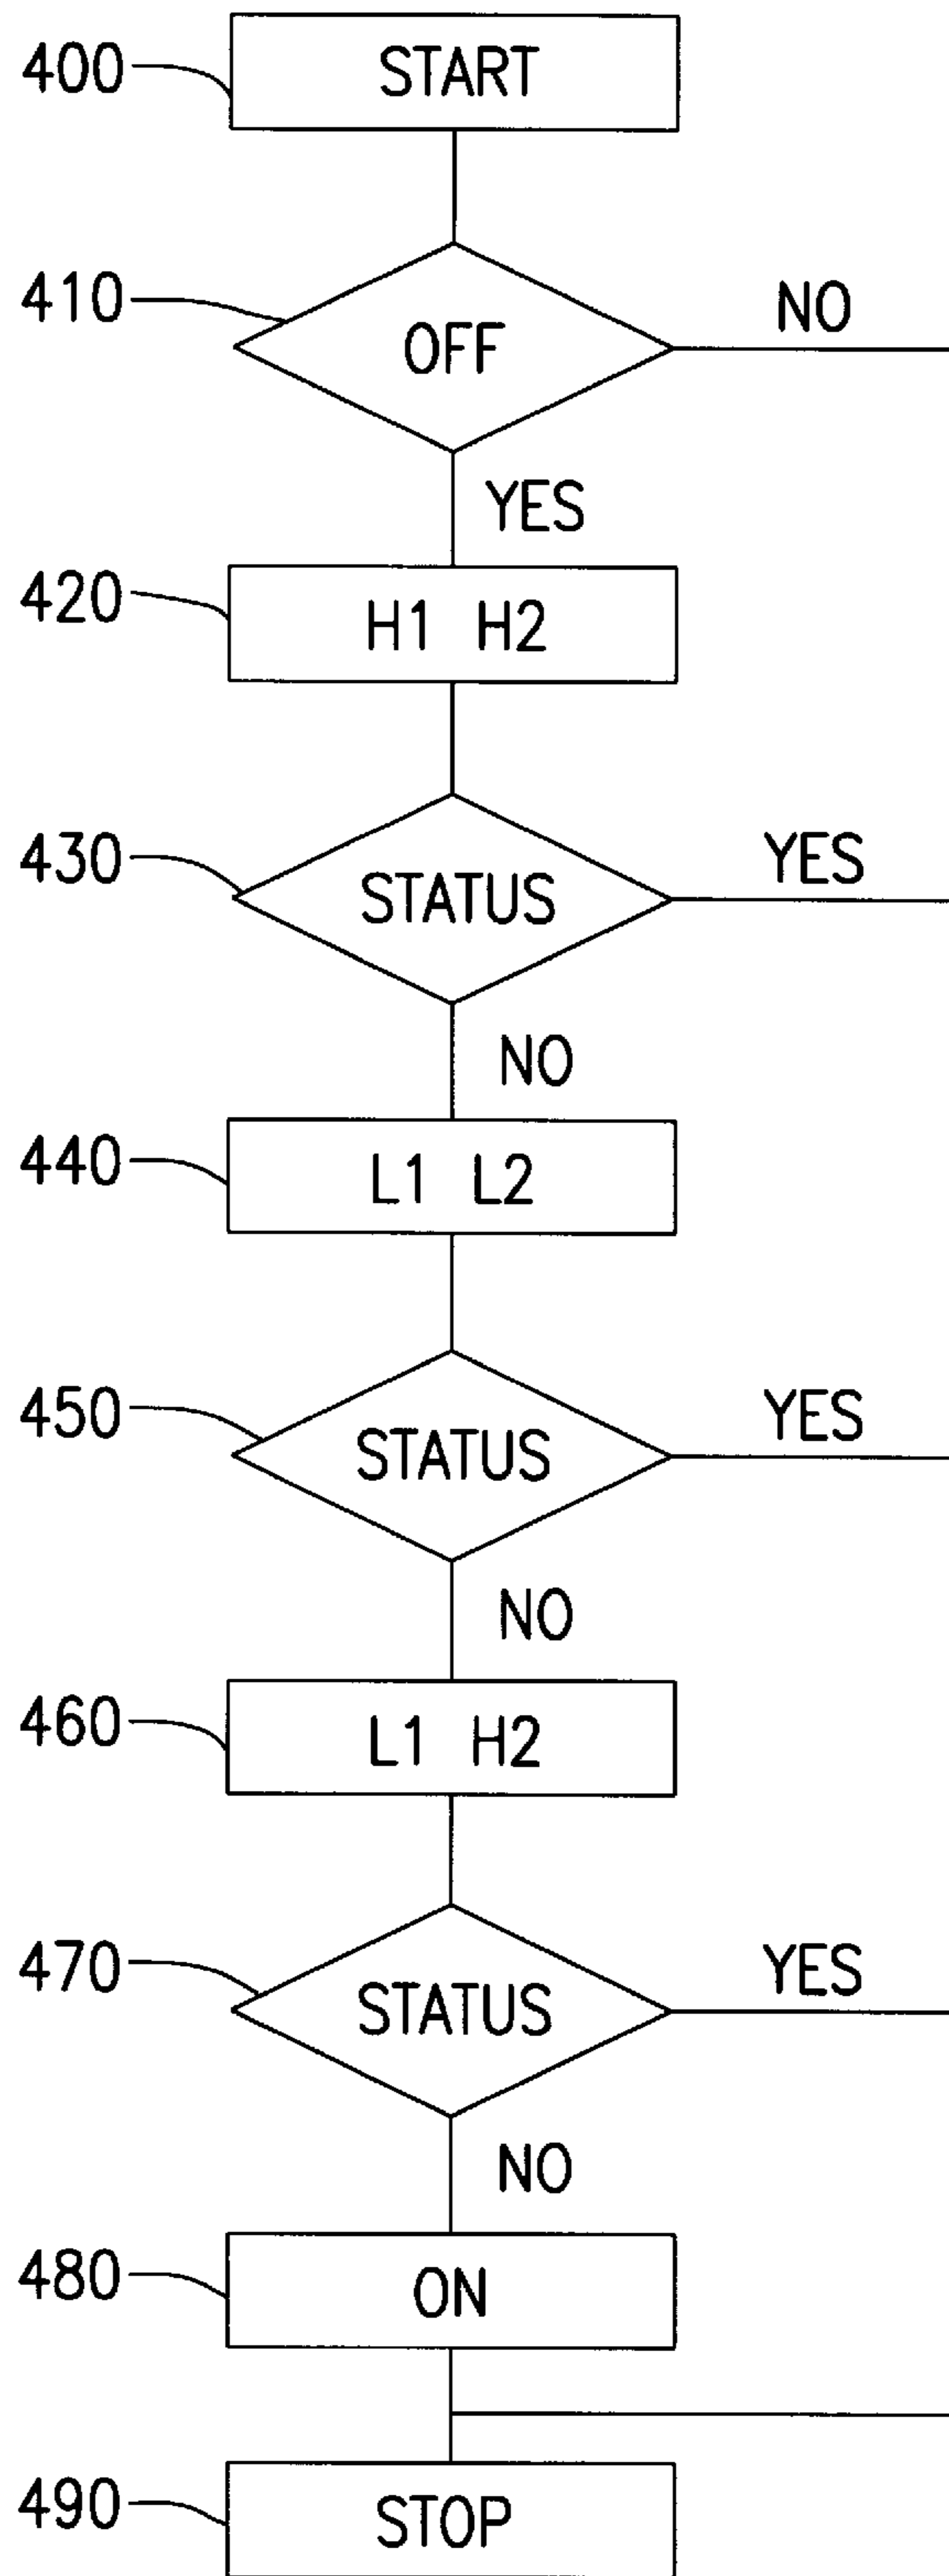 400 START
410 OFF NO
YES
420 H1 H2
430 STATUS YES
NO
440 L1 L2
450 STATUS YES
NO
460 L1 H2
470 STATUS YES
NO
480 ON
490 STOP